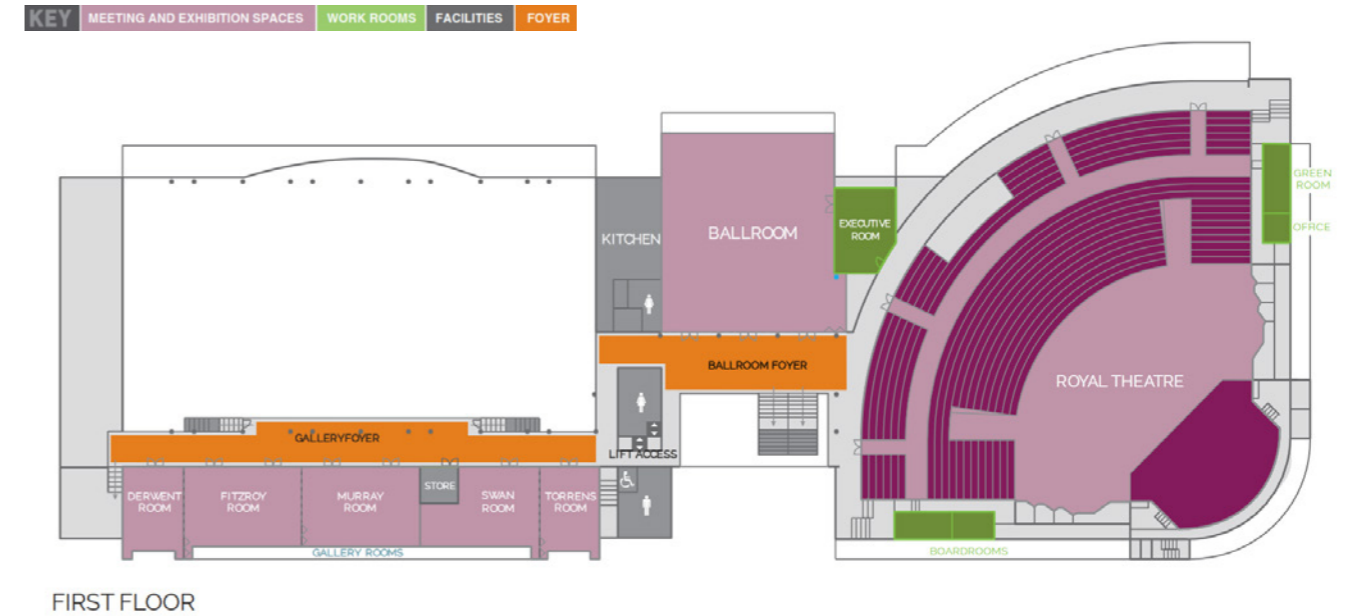 KEY MEETING AND EXHIBITION SPACES WORK ROOMS FACILITIES FOYER
GREEN
ROOM
OFFICE
EXECUTIVE
ROOM
KITCHEN
BALLROOM
BALLROOM FOYER
ROYAL THEATRE
GALLERYFOYER
LIFT ACCESS
STORE
DERWENT
ROOM
FITZROY
ROOM
MURRAY
ROOM
SWAN
ROOM
TORRENS
ROOM
GALLERY ROOMS
BOARDROOMS
FIRST FLOOR